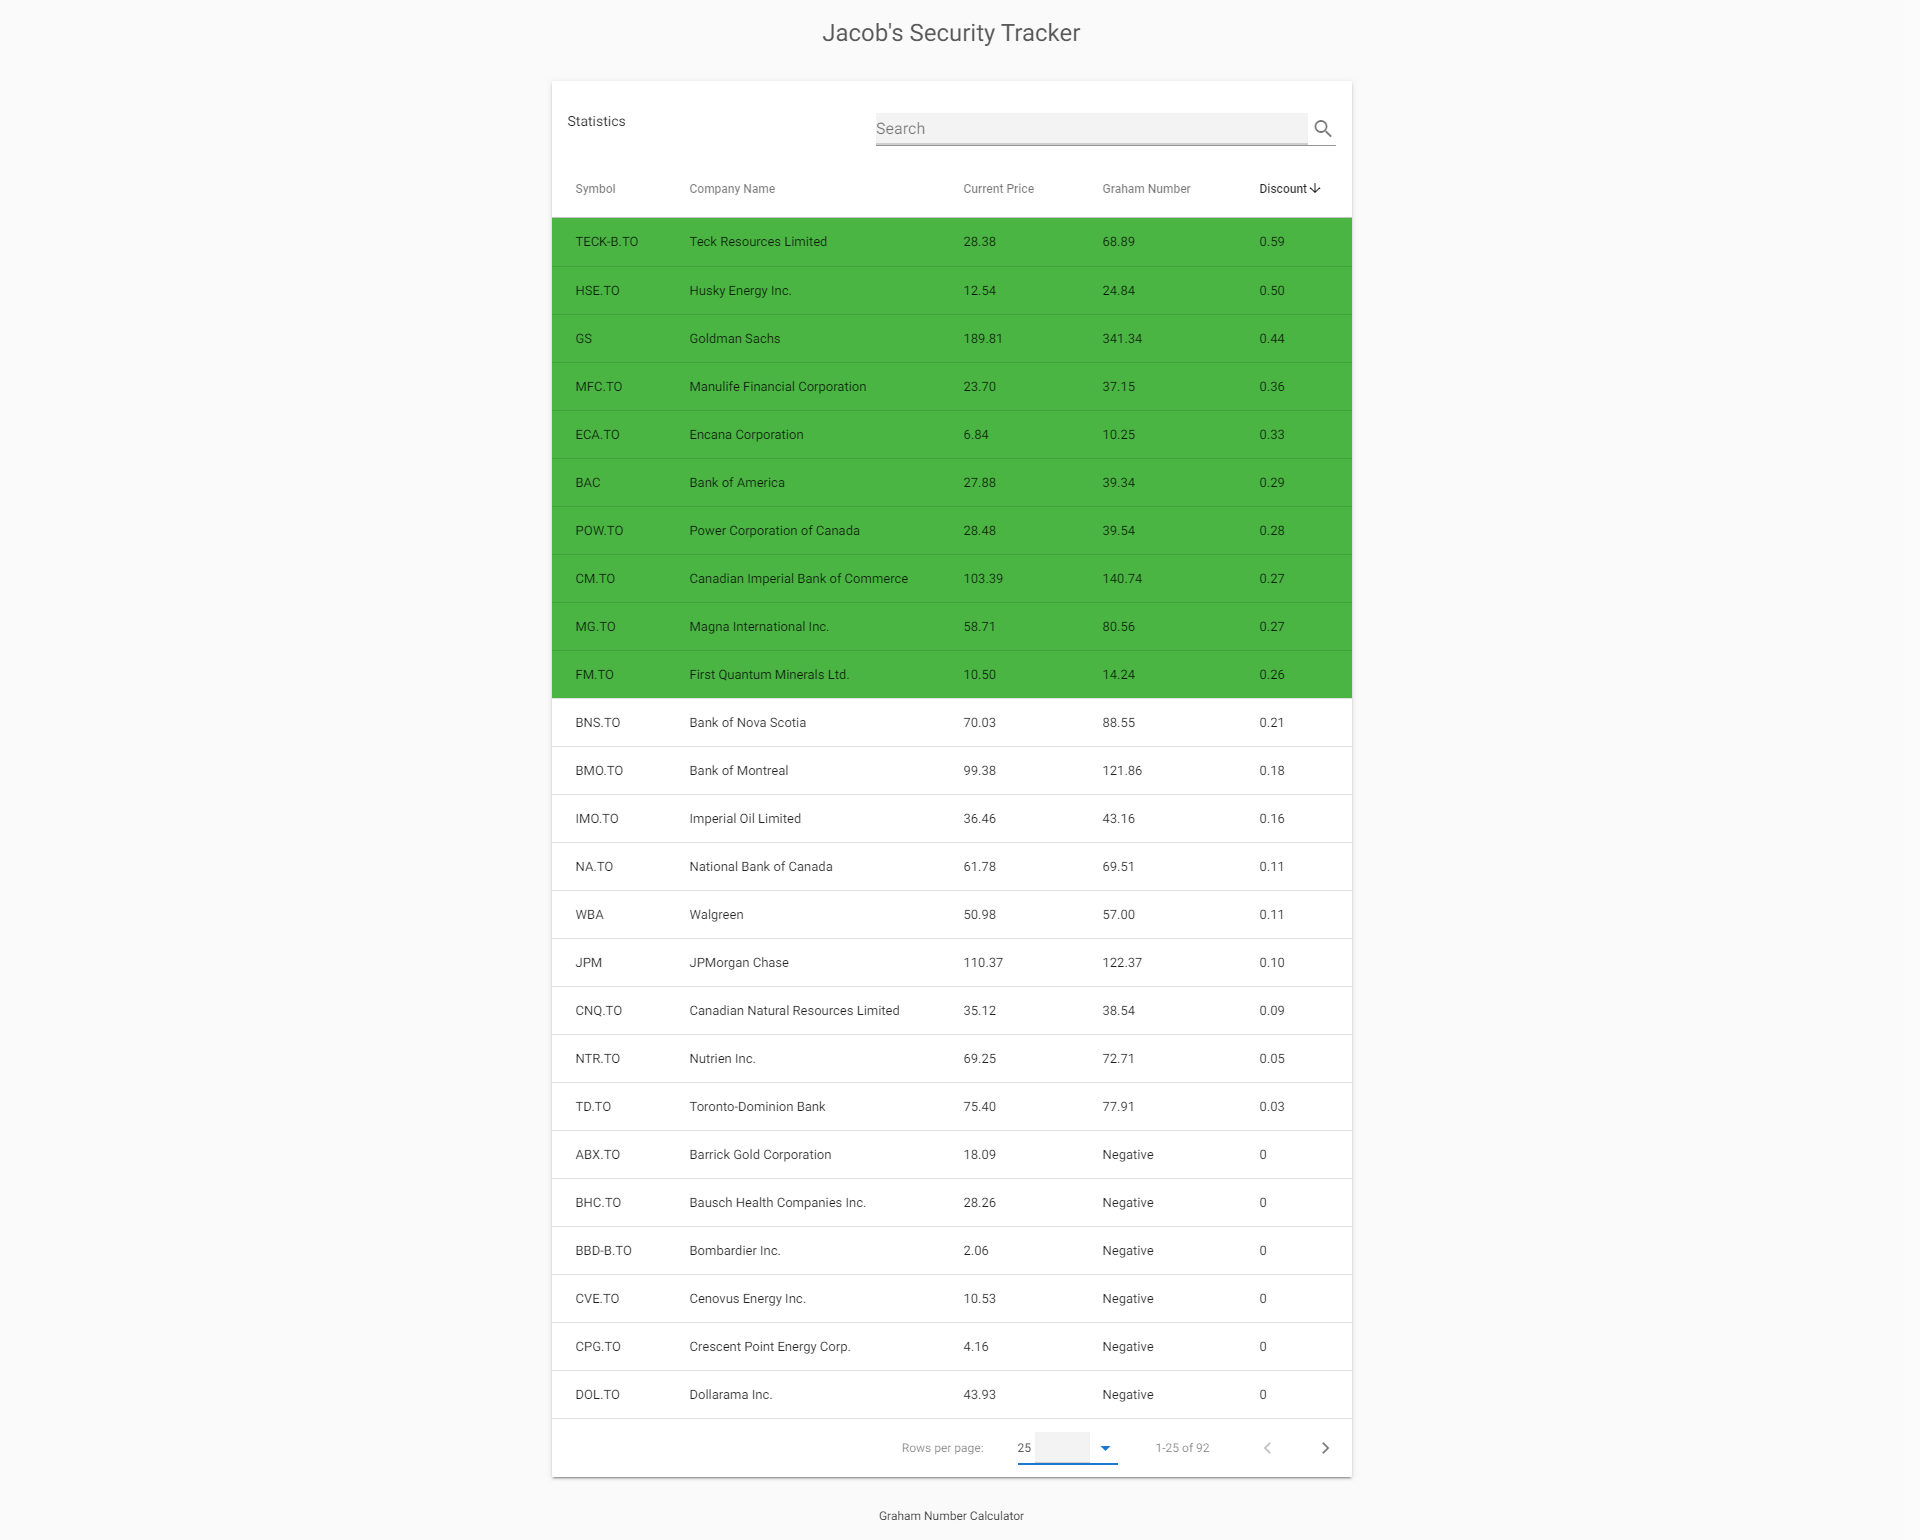 Jacob's Security Tracker
Statistics Search
Symbol Company Name Current Price Graham Number Discount
TECK-B.TO Teck Resources Limited 28.38 68.89 0.59
HSE.TO Husky Energy Inc. 12.54 24.84 0.50
GS Goldman Sachs 189.81 341.34 0.44
MFC.TO Manulife Financial Corporation 23.70 37.15 0.36
ECA.TO Encana Corporation 6.84 10.25 0.33
BAC Bank of America 27.88 39.34 0.29
POW.TO Power Corporation of Canada 28.48 39.54 0.28
CM.TO Canadian Imperial Bank of Commerce 103.39 140.74 0.27
MG.TO Magna International Inc. 58.71 80.56 0.27
FM.TO First Quantum Minerals Ltd. 10.50 14.24 0.26
BNS.TO Bank of Nova Scotia 70.03 88.55 0.21
BMO.TO Bank of Montreal 99.38 121.86 0.18
IMO.TO Imperial Oil Limited 36.46 43.16 0.16
NA.TO National Bank of Canada 61.78 69.51 0.11
WBA Walgreen 50.98 57.00 0.11
JPM JPMorgan Chase 110.37 122.37 0.10
CNQ.TO Canadian Natural Resources Limited 35.12 38.54 0.09
NTR.TO Nutrien Inc. 69.25 72.71 0.05
TD.TO Toronto-Dominion Bank 75.40 77.91 0.03
ABX.TO Barrick Gold Corporation 18.09 Negative 0
BHC.TO Bausch Health Companies Inc. 28.26 Negative 0
BBD-B.TO Bombardier Inc. 2.06 Negative 0
CVE.TO Cenovus Energy Inc. 10.53 Negative 0
CPG.TO Crescent Point Energy Corp. 4.16 Negative 0
DOL.TO Dollarama Inc. 43.93 Negative 0
Rows per page: 25 1-25 of 92
Graham Number Calculator